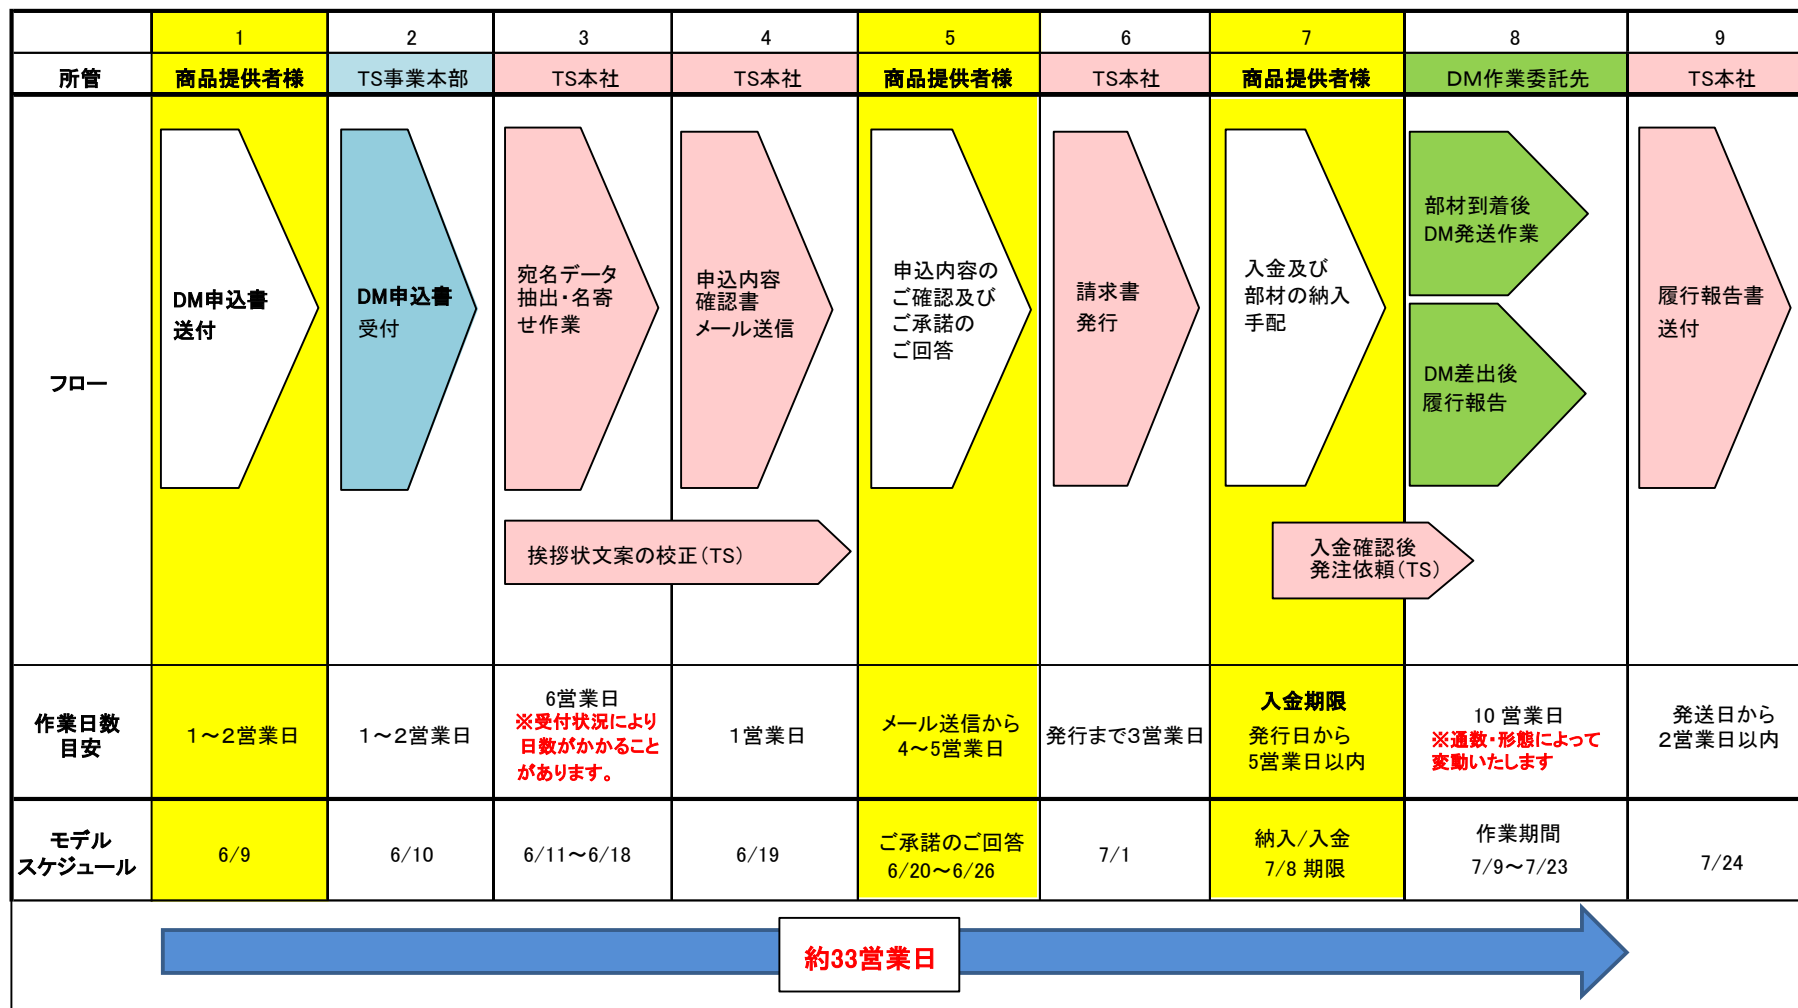 1
2
3
4
5
6
7
8
9
所管
商品提供者様
TS事業本部
TS本社
TS本社
商品提供者様
TS本社
商品提供者様
DM作業委託先
TS本社
フロー
DM申込書
送付
DM申込書
受付
宛名データ
抽出・名寄
せ作業
申込内容
確認書
メール送信
申込内容の
ご確認及び
ご承諾の
ご回答
請求書
発行
入金及び
部材の納入
手配
部材到着後
DM発送作業
DM差出後
履行報告
履行報告書
送付
挨拶状文案の校正（TS）
入金確認後
発注依頼（TS）
作業日数
目安
1～2営業日
1～2営業日
6営業日
※受付状況により
日数がかかること
があります。
1営業日
メール送信から
4～5営業日
発行まで3営業日
入金期限
発行日から
5営業日以内
10 営業日
※通数・形態によって
変動いたします
発送日から
2営業日以内
モデル
スケジュール
6/9
6/10
6/11～6/18
6/19
ご承諾のご回答
6/20～6/26
7/1
納入/入金
7/8 期限
作業期間
7/9～7/23
7/24
約33営業日